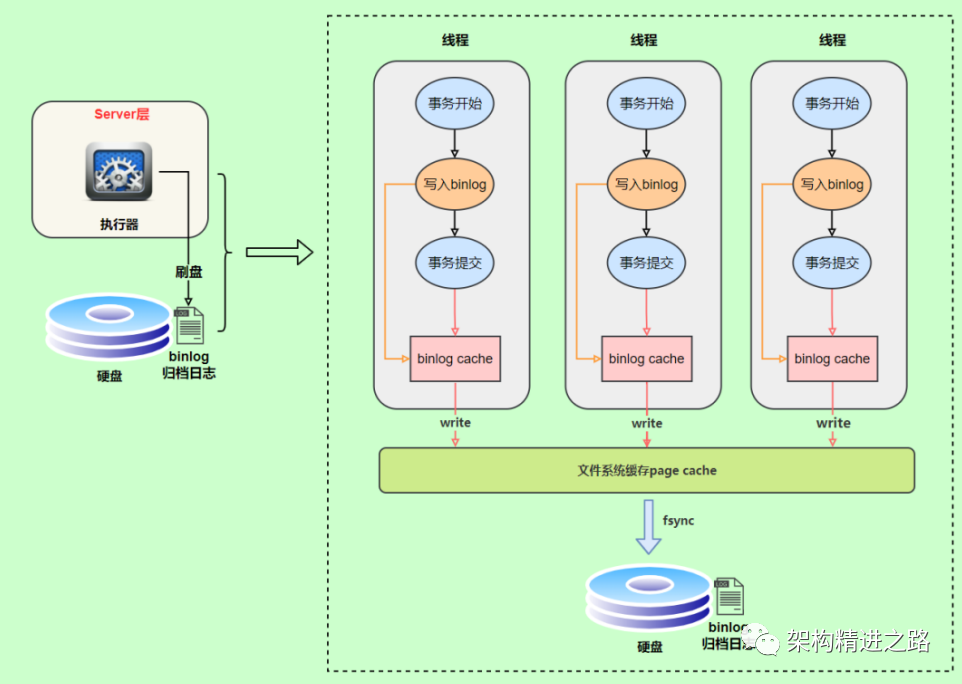 Server层
执行器
刷盘
LOG
binlog
归档日志
硬盘
线程
事务开始
写入binlog
事务提交
binlog cache
write
线程
事务开始
写入binlog
事务提交
binlog cache
write
线程
事务开始
写入binlog
事务提交
binlog cache
write
文件系统缓存page cache
fsync
LOG
binlog
归档日志
硬盘
架构精进之路